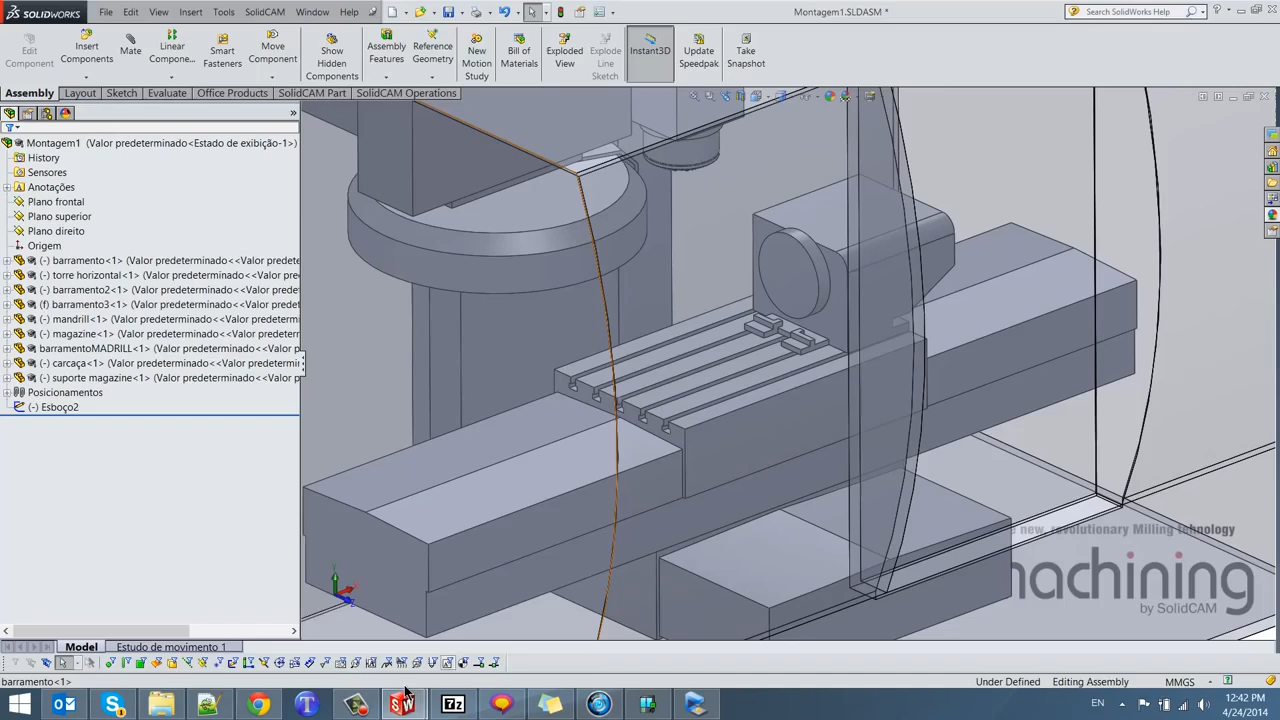 SOLIDWORKS
File Edit View Insert Tools SolidCAM Window Help
Montagem1.SLDASM *
Search SolidWorks Help
Edit Component
Insert Components
Mate
Linear Compone...
Smart Fasteners
Move Component
Show Hidden Components
Assembly Features
Reference Geometry
New Motion Study
Bill of Materials
Exploded View
Explode Line Sketch
Instant3D
Update Speedpak
Take Snapshot
Assembly Layout Sketch Evaluate Office Products SolidCAM Part SolidCAM Operations
Montagem1 (Valor predeterminado<Estado de exibição-1>)
History
Sensores
Anotações
Plano frontal
Plano superior
Plano direito
Origem
(-) barramento<1> (Valor predeterminado<<Valor predetermi
(-) torre horizontal<1> (Valor predeterminado<<Valor prede
(-) barramento2<1> (Valor predeterminado<<Valor predeter
(f) barramento3<1> (Valor predeterminado<<Valor predeter
(-) mandrill<1> (Valor predeterminado<<Valor predetermina
(-) magazine<1> (Valor predeterminado<<Valor predetermi
barramentoMADRILL<1> (Valor predeterminado<<Valor p
(-) carcaça<1> (Valor predeterminado<<Valor predetermina
(-) suporte magazine<1> (Valor predeterminado<<Valor pre
Posicionamentos
(-) Esboço2
new, revolutionary Milling tehnology
machining
by SolidCAM
Model Estudo de movimento 1
barramento<1>
Under Defined Editing Assembly MMGS
EN
12:42 PM
4/24/2014